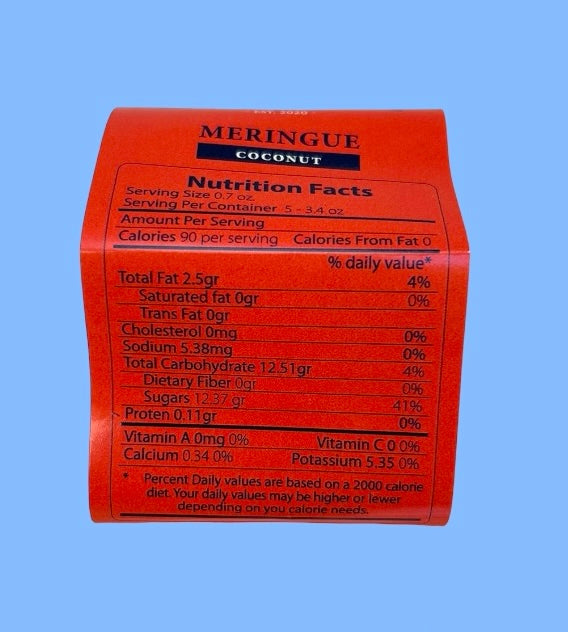 EST. 2020
MERINGUE
COCONUT
Nutrition Facts
Serving Size 0.7 oz
Serving Per Container 5 - 3.4 oz
Amount Per Serving
Calories 90 per serving Calories From Fat 0
% daily value*
Total Fat 2.5gr 4%
Saturated fat 0gr 0%
Trans Fat 0gr
Cholesterol 0mg 0%
Sodium 5.38mg 0%
Total Carbohydrate 12.51gr 4%
Dietary Fiber 0gr 0%
Sugars 12.37 gr 41%
Proten 0.11gr 0%
Vitamin A 0mg 0% Vitamin C 0 0%
Calcium 0.34 0% Potassium 5.35 0%
* Percent Daily values are based on a 2000 calorie
diet. Your daily values may be higher or lewer
depending on you calorie needs.